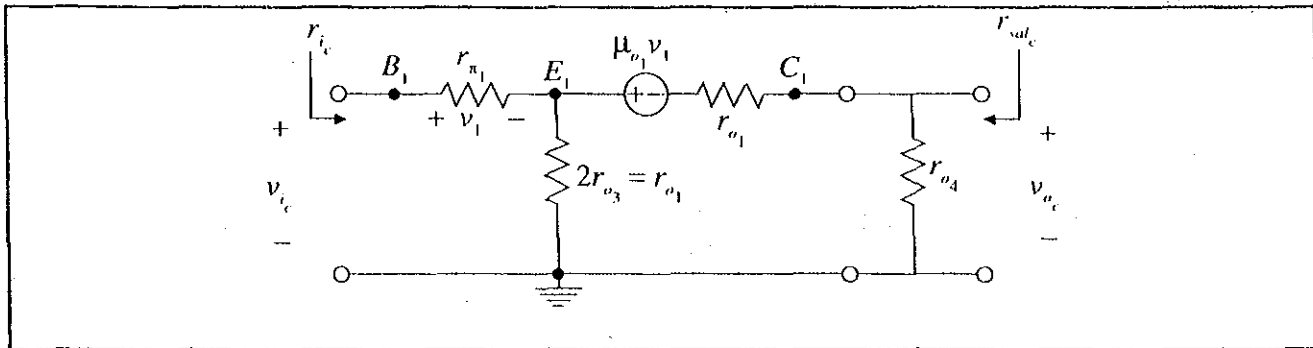 r_{i_c}
μ_{o_1}v_1
r_{sal_c}
B_1
r_{π_1}
E_1
C_1
+ v_1 −
+ −
r_{o_1}
+
v_{i_c}
−
2r_{o_3} = r_{o_1}
r_{o_4}
+
v_{o_c}
−